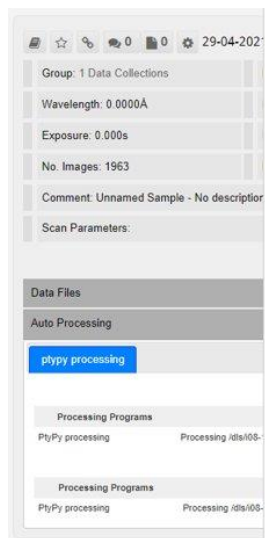 0 0 29-04-202
Group: 1 Data Collections
Wavelength: 0.0000Å
Exposure: 0.000s
No. Images: 1963
Comment: Unnamed Sample - No description
Scan Parameters:
Data Files
Auto Processing
ptypy processing
Processing Programs
PtyPy processing Processing /dls/i08-
Processing Programs
PtyPy processing Processing /dls/i08-